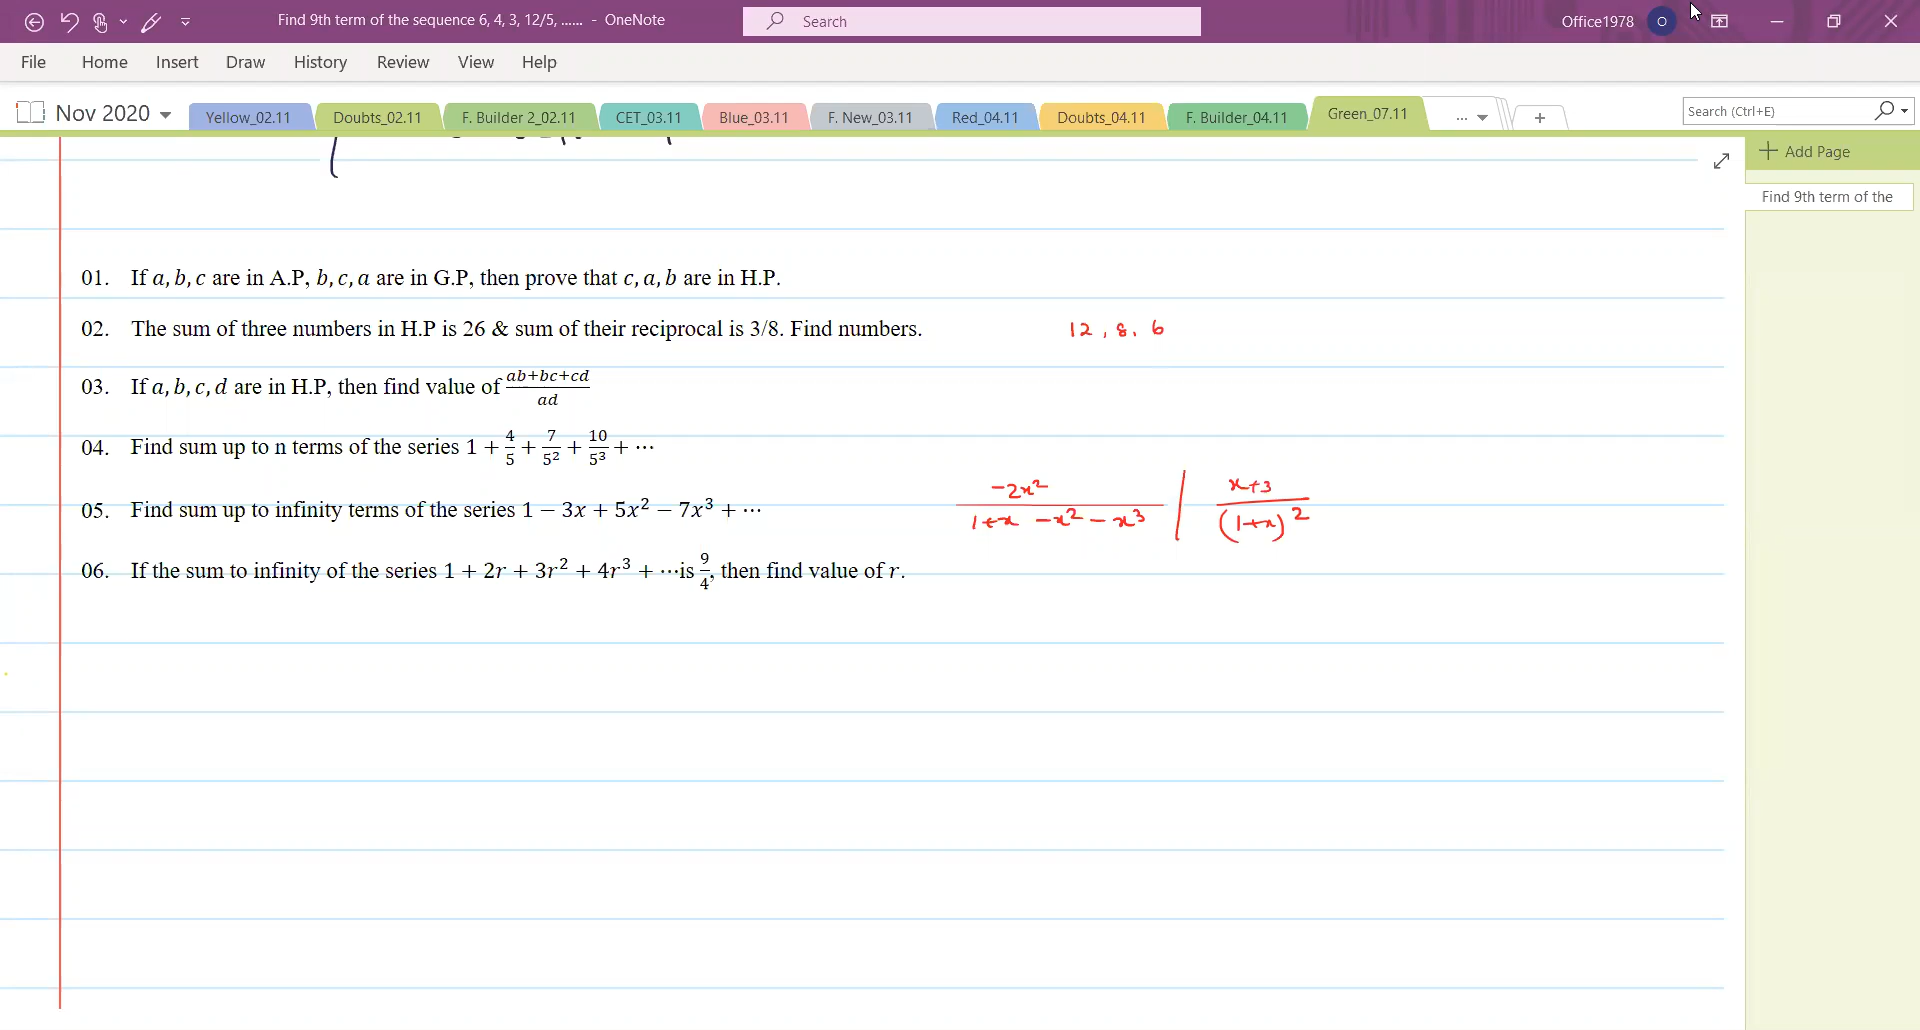 Find 9th term of the sequence 6, 4, 3, 12/5, ...... - OneNote
Search
Office1978
O
File Home Insert Draw History Review View Help
Nov 2020
Yellow_02.11 Doubts_02.11 F. Builder 2_02.11 CET_03.11 Blue_03.11 F. New_03.11 Red_04.11 Doubts_04.11 F. Builder_04.11 Green_07.11 ... +
Search (Ctrl+E)
Add Page
Find 9th term of the
01. If a, b, c are in A.P, b, c, a are in G.P, then prove that c, a, b are in H.P.
02. The sum of three numbers in H.P is 26 & sum of their reciprocal is 3/8. Find numbers. 12, 8, 6
03. If a, b, c, d are in H.P, then find value of (ab+bc+cd)/ad
04. Find sum up to n terms of the series 1 + 4/5 + 7/5² + 10/5³ + ⋯
05. Find sum up to infinity terms of the series 1 − 3x + 5x² − 7x³ + ⋯ -2x²/(1+x -x² - x³) | (x+3)/(1+x)²
06. If the sum to infinity of the series 1 + 2r + 3r² + 4r³ + ⋯is 9/4, then find value of r.